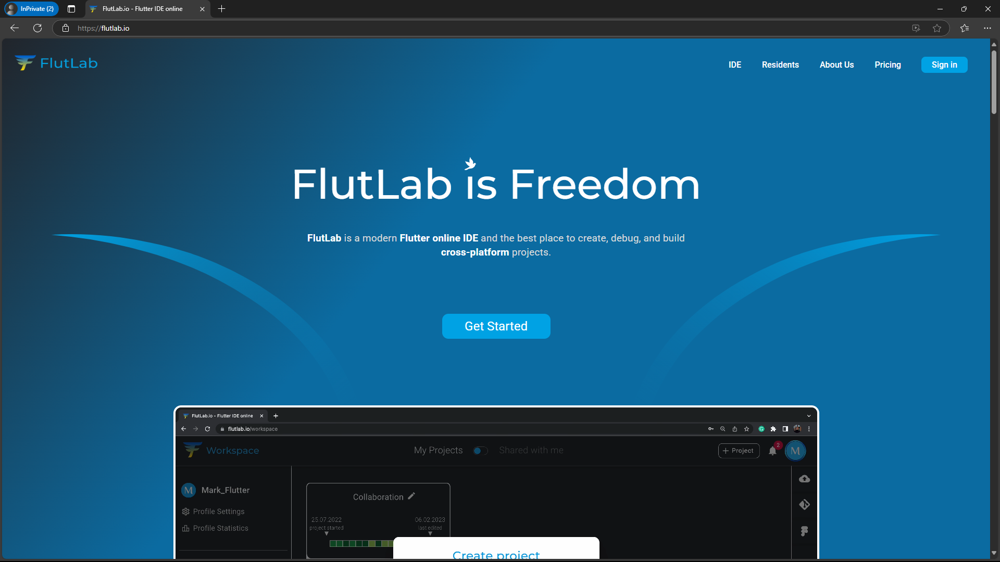 InPrivate (2)
FlutLab.io - Flutter IDE online
https://flutlab.io
FlutLab
IDE
Residents
About Us
Pricing
Sign in
FlutLab is Freedom
FlutLab is a modern Flutter online IDE and the best place to create, debug, and build
cross-platform projects.
Get Started
FlutLab.io - Flutter IDE online
flutlab.io/workspace
Workspace
My Projects
Shared with me
+ Project
2
M
M
Mark_Flutter
Profile Settings
Profile Statistics
Collaboration
25.07.2022
06.02.2023
project started
last edited
Create project